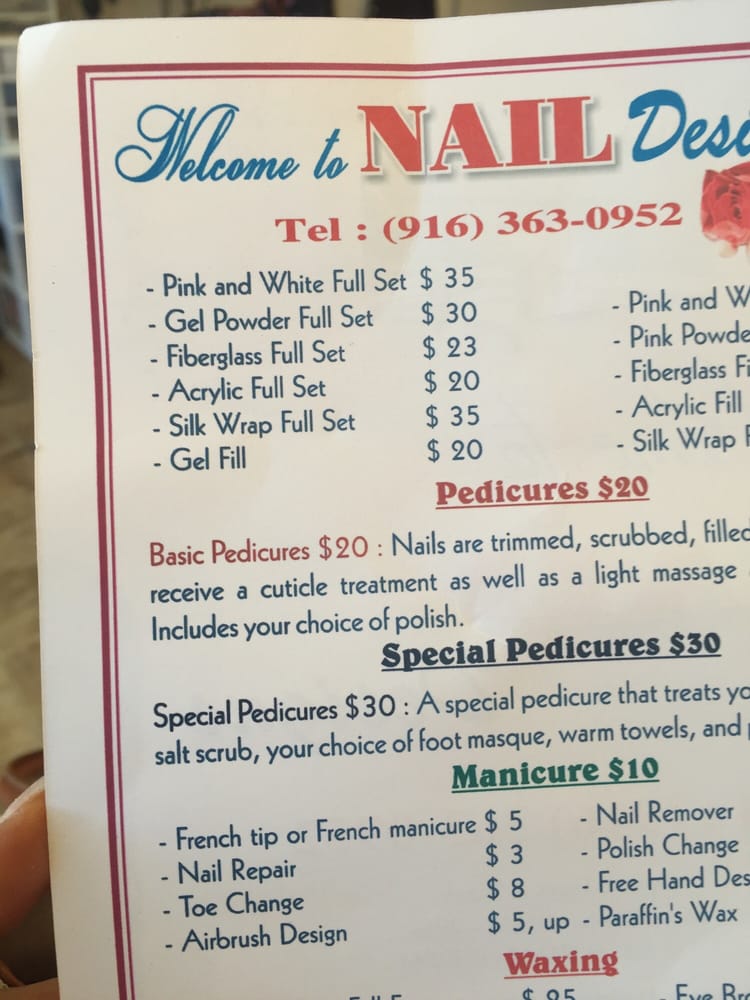 Welcome to NAIL
Tel : (916) 363-0952
- Pink and White Full Set $ 35
- Gel Powder Full Set $ 30
- Fiberglass Full Set $ 23
- Acrylic Full Set $ 20
- Silk Wrap Full Set $ 35
- Gel Fill $ 20
- Pink and W
- Pink Powde
- Fiberglass Fi
- Acrylic Fill
- Silk Wrap
Pedicures $20
Basic Pedicures $20 : Nails are trimmed, scrubbed, filled
receive a cuticle treatment as well as a light massage
Includes your choice of polish.
Special Pedicures $30
Special Pedicures $30 : A special pedicure that treats yo
salt scrub, your choice of foot masque, warm towels, and
Manicure $10
- French tip or French manicure $ 5
- Nail Repair $ 3
- Toe Change $ 8
- Airbrush Design $ 5, up
- Nail Remover
- Polish Change
- Free Hand Des
- Paraffin's Wax
Waxing